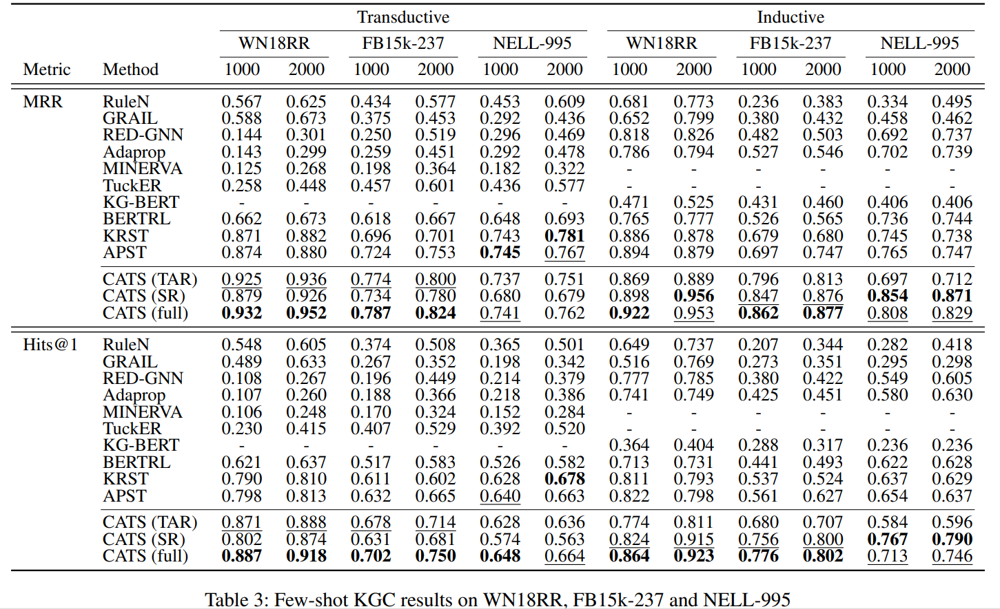 Transductive Inductive
WN18RR FB15k-237 NELL-995 WN18RR FB15k-237 NELL-995
Metric Method 1000 2000 1000 2000 1000 2000 1000 2000 1000 2000 1000 2000
MRR RuleN 0.567 0.625 0.434 0.577 0.453 0.609 0.681 0.773 0.236 0.383 0.334 0.495
GRAIL 0.588 0.673 0.375 0.453 0.292 0.436 0.652 0.799 0.380 0.432 0.458 0.462
RED-GNN 0.144 0.301 0.250 0.519 0.296 0.469 0.818 0.826 0.482 0.503 0.692 0.737
Adaprop 0.143 0.299 0.259 0.451 0.292 0.478 0.786 0.794 0.527 0.546 0.702 0.739
MINERVA 0.125 0.268 0.198 0.364 0.182 0.322 - - - - - -
TuckER 0.258 0.448 0.457 0.601 0.436 0.577 - - - - - -
KG-BERT - - - - - - 0.471 0.525 0.431 0.460 0.406 0.406
BERTRL 0.662 0.673 0.618 0.667 0.648 0.693 0.765 0.777 0.526 0.565 0.736 0.744
KRST 0.871 0.882 0.696 0.701 0.743 0.781 0.886 0.878 0.679 0.680 0.745 0.738
APST 0.874 0.880 0.724 0.753 0.745 0.767 0.894 0.879 0.697 0.747 0.765 0.747
CATS (TAR) 0.925 0.936 0.774 0.800 0.737 0.751 0.869 0.889 0.796 0.813 0.697 0.712
CATS (SR) 0.879 0.926 0.734 0.780 0.680 0.679 0.898 0.956 0.847 0.876 0.854 0.871
CATS (full) 0.932 0.952 0.787 0.824 0.741 0.762 0.922 0.953 0.862 0.877 0.808 0.829
Hits@1 RuleN 0.548 0.605 0.374 0.508 0.365 0.501 0.649 0.737 0.207 0.344 0.282 0.418
GRAIL 0.489 0.633 0.267 0.352 0.198 0.342 0.516 0.769 0.273 0.351 0.295 0.298
RED-GNN 0.108 0.267 0.196 0.449 0.214 0.379 0.777 0.785 0.380 0.422 0.549 0.605
Adaprop 0.107 0.260 0.188 0.366 0.218 0.386 0.741 0.749 0.425 0.451 0.580 0.630
MINERVA 0.106 0.248 0.170 0.324 0.152 0.284 - - - - - -
TuckER 0.230 0.415 0.407 0.529 0.392 0.520 - - - - - -
KG-BERT - - - - - - 0.364 0.404 0.288 0.317 0.236 0.236
BERTRL 0.621 0.637 0.517 0.583 0.526 0.582 0.713 0.731 0.441 0.493 0.622 0.628
KRST 0.790 0.810 0.611 0.602 0.628 0.678 0.811 0.793 0.537 0.524 0.637 0.629
APST 0.798 0.813 0.632 0.665 0.640 0.663 0.822 0.798 0.561 0.627 0.654 0.637
CATS (TAR) 0.871 0.888 0.678 0.714 0.628 0.636 0.774 0.811 0.680 0.707 0.584 0.596
CATS (SR) 0.802 0.874 0.631 0.681 0.574 0.563 0.824 0.915 0.756 0.800 0.767 0.790
CATS (full) 0.887 0.918 0.702 0.750 0.648 0.664 0.864 0.923 0.776 0.802 0.713 0.746
Table 3: Few-shot KGC results on WN18RR, FB15k-237 and NELL-995